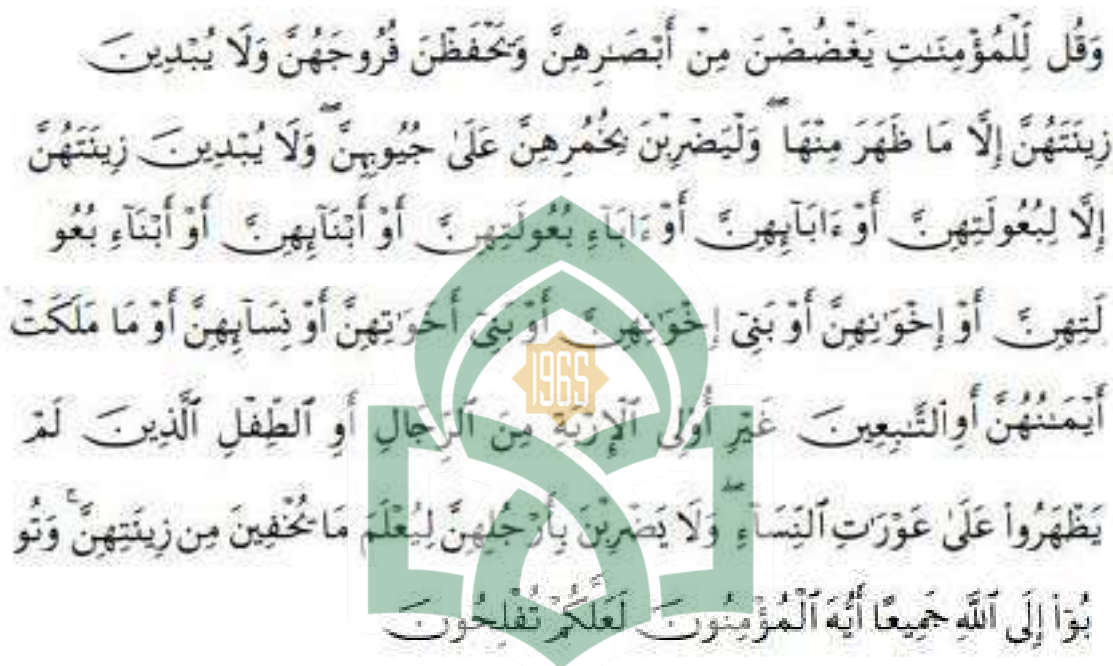 وَقُل لِّلْمُؤْمِنَٰتِ يَغْضُضْنَ مِنْ أَبْصَٰرِهِنَّ وَيَحْفَظْنَ فُرُوجَهُنَّ وَلَا يُبْدِينَ
زِينَتَهُنَّ إِلَّا مَا ظَهَرَ مِنْهَا ۖ وَلْيَضْرِبْنَ بِخُمُرِهِنَّ عَلَىٰ جُيُوبِهِنَّ ۖ وَلَا يُبْدِينَ زِينَتَهُنَّ
إِلَّا لِبُعُولَتِهِنَّ أَوْ ءَابَآئِهِنَّ أَوْ ءَابَآءِ بُعُولَتِهِنَّ أَوْ أَبْنَآئِهِنَّ أَوْ أَبْنَآءِ بُعُو
لَتِهِنَّ أَوْ إِخْوَٰنِهِنَّ أَوْ بَنِىٓ إِخْوَٰنِهِنَّ أَوْ بَنِىٓ أَخَوَٰتِهِنَّ أَوْ نِسَآئِهِنَّ أَوْ مَا مَلَكَتْ
1965
أَيْمَٰنُهُنَّ أَوِ ٱلتَّٰبِعِينَ غَيْرِ أُو۟لِى ٱلْإِرْبَةِ مِنَ ٱلرِّجَالِ أَوِ ٱلطِّفْلِ ٱلَّذِينَ لَمْ
يَظْهَرُوا۟ عَلَىٰ عَوْرَٰتِ ٱلنِّسَآءِ ۖ وَلَا يَضْرِبْنَ بِأَرْجُلِهِنَّ لِيُعْلَمَ مَا يُخْفِينَ مِن زِينَتِهِنَّ ۚ وَتُو
بُوٓا۟ إِلَى ٱللَّهِ جَمِيعًا أَيُّهَ ٱلْمُؤْمِنُونَ لَعَلَّكُمْ تُفْلِحُونَ